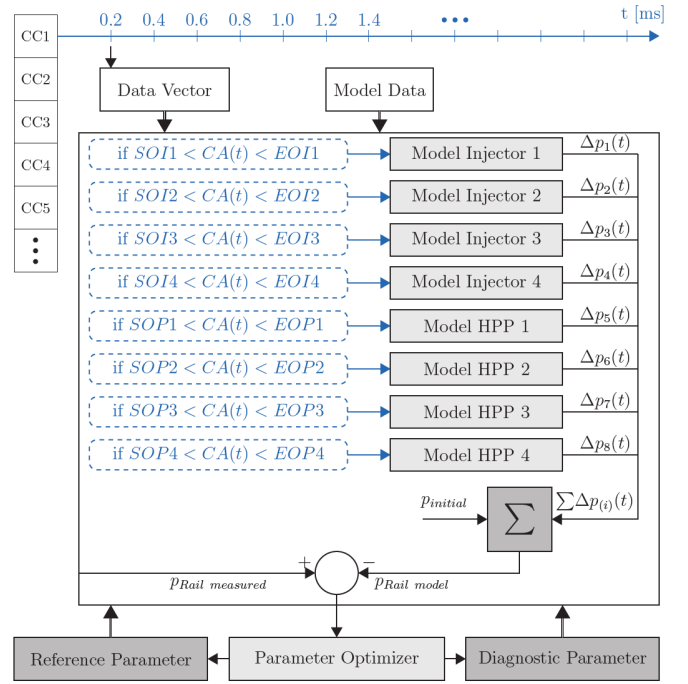 t [ms]
0.2 0.4 0.6 0.8 1.0 1.2 1.4 •••
CC1
CC2
CC3
CC4
CC5
⋮
Data Vector
Model Data
if SOI1 < CA(t) < EOI1 Model Injector 1 Δp₁(t)
if SOI2 < CA(t) < EOI2 Model Injector 2 Δp₂(t)
if SOI3 < CA(t) < EOI3 Model Injector 3 Δp₃(t)
if SOI4 < CA(t) < EOI4 Model Injector 4 Δp₄(t)
if SOP1 < CA(t) < EOP1 Model HPP 1 Δp₅(t)
if SOP2 < CA(t) < EOP2 Model HPP 2 Δp₆(t)
if SOP3 < CA(t) < EOP3 Model HPP 3 Δp₇(t)
if SOP4 < CA(t) < EOP4 Model HPP 4 Δp₈(t)
p_initial ∑ ∑Δp_(i)(t)
+ −
p_Rail measured p_Rail model
Reference Parameter Parameter Optimizer Diagnostic Parameter